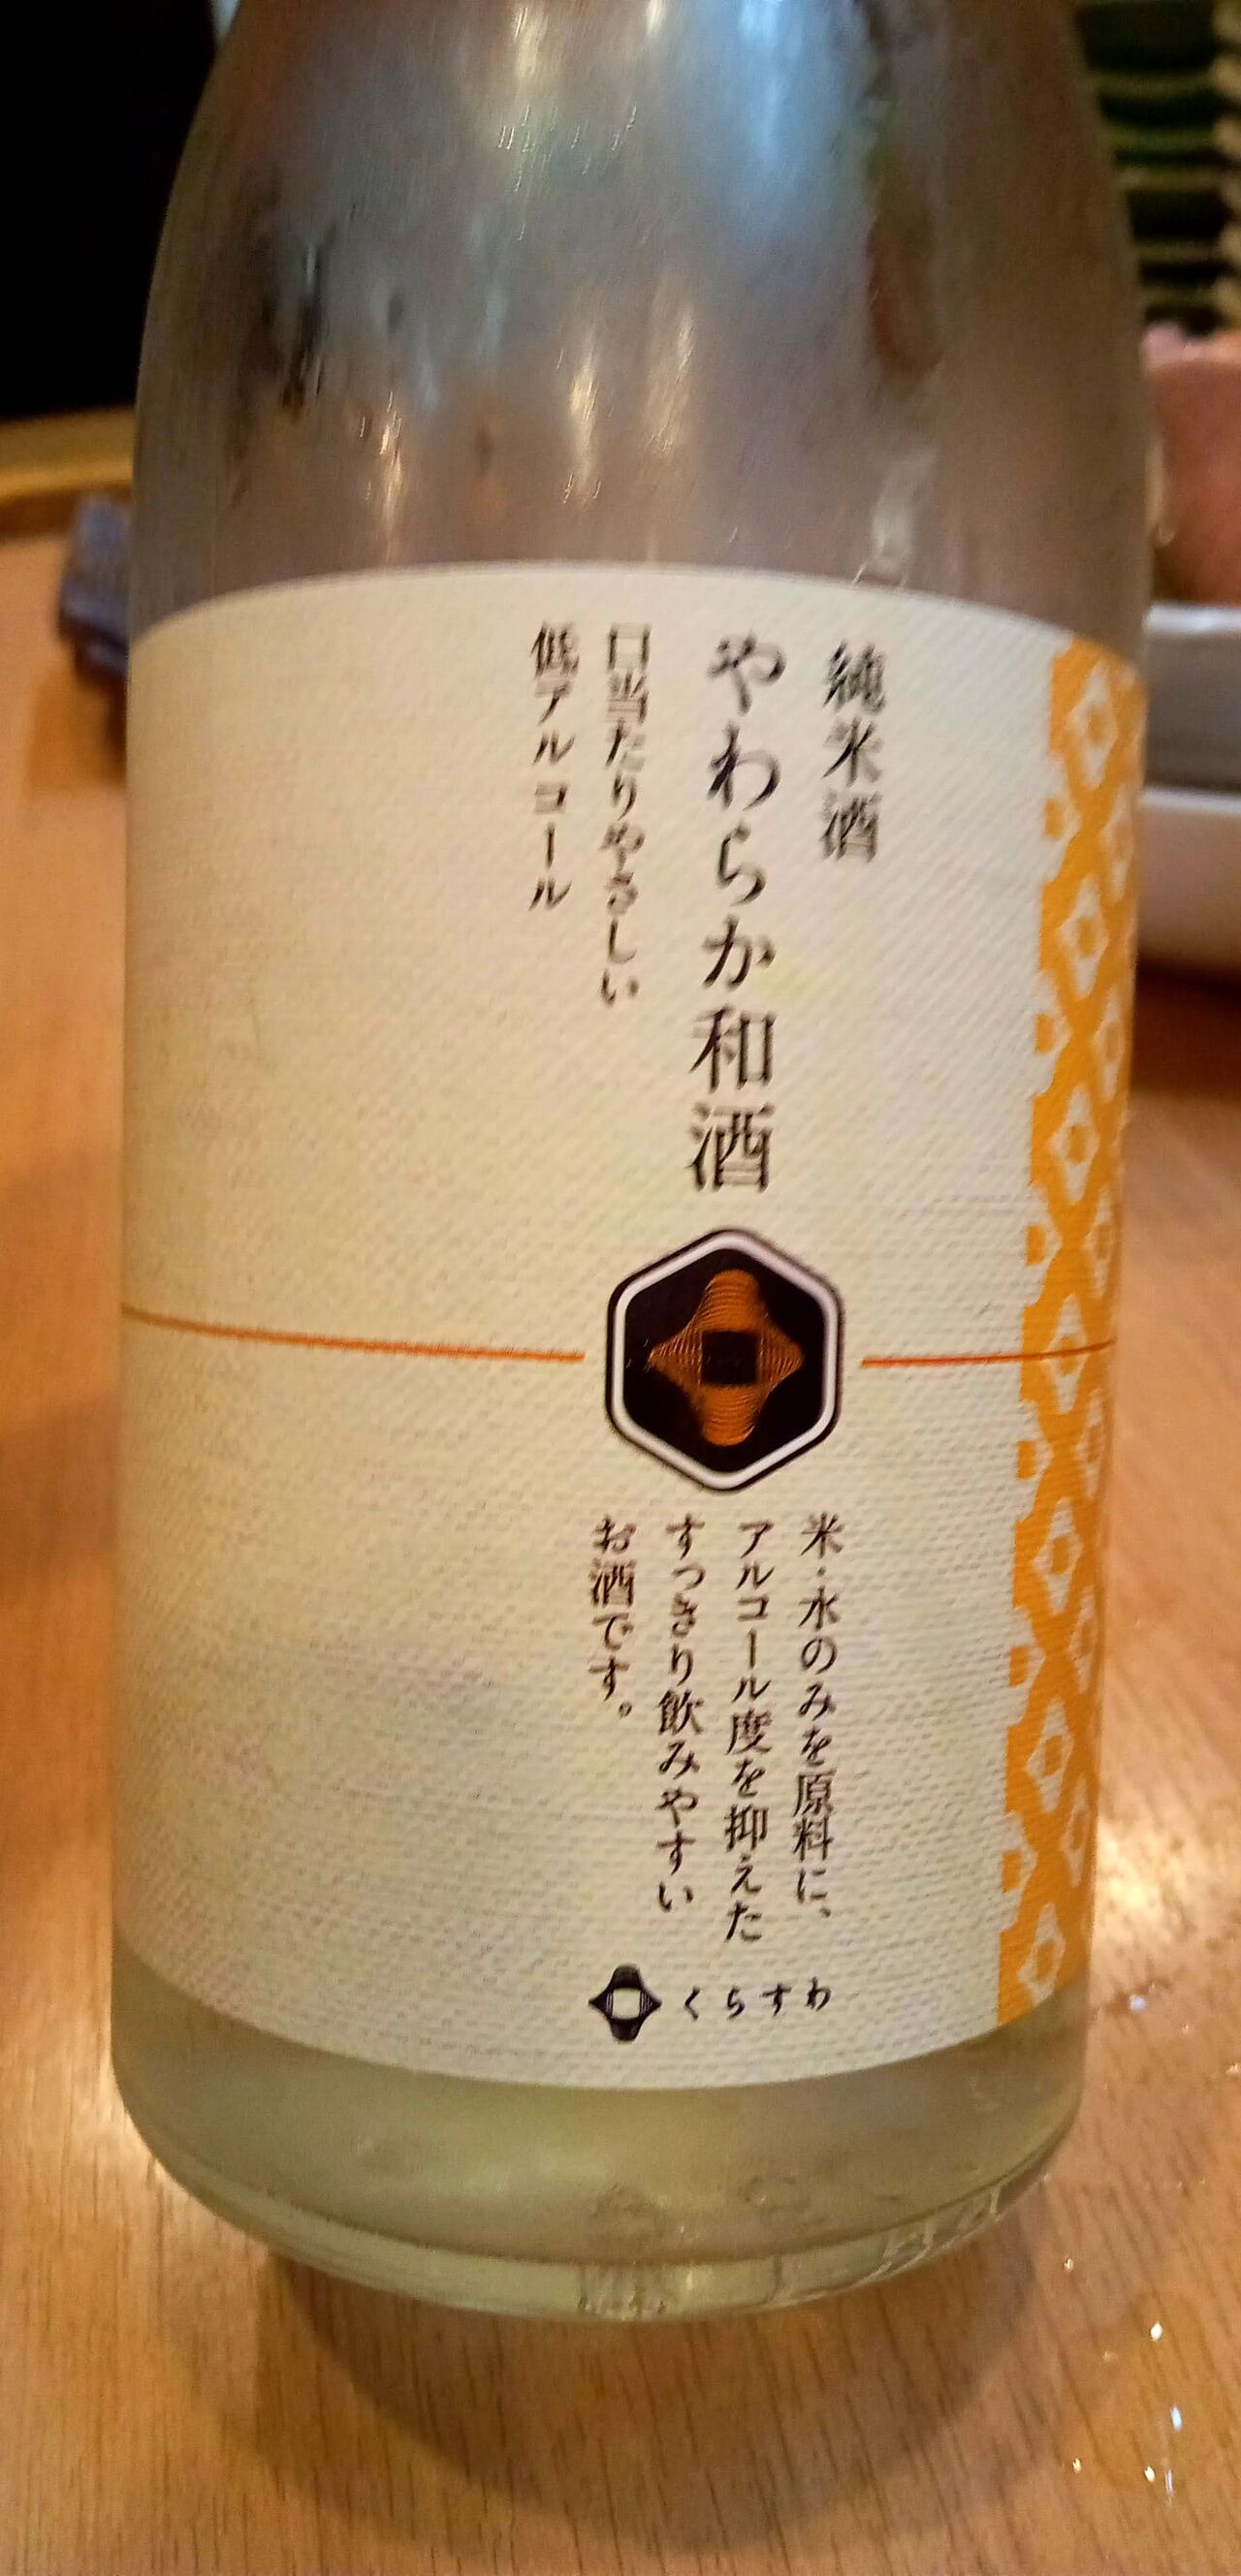 純米酒
やわらか和酒
口当たりやさしい
低アルコール
米・水のみを原料に、
アルコール度を抑えた
すっきり飲みやすい
お酒です。
くらすわ